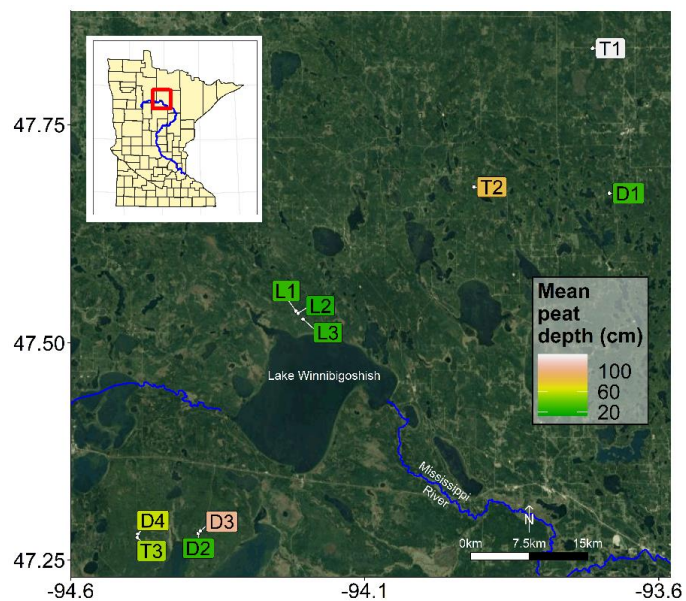 T1
47.75
T2
D1
L1
L2
L3
Mean
peat
depth (cm)
100
60
20
47.50
Lake Winnibigoshish
Mississippi
River
N
D4
D3
T3
D2
0km
7.5km
15km
47.25
-94.6
-94.1
-93.6